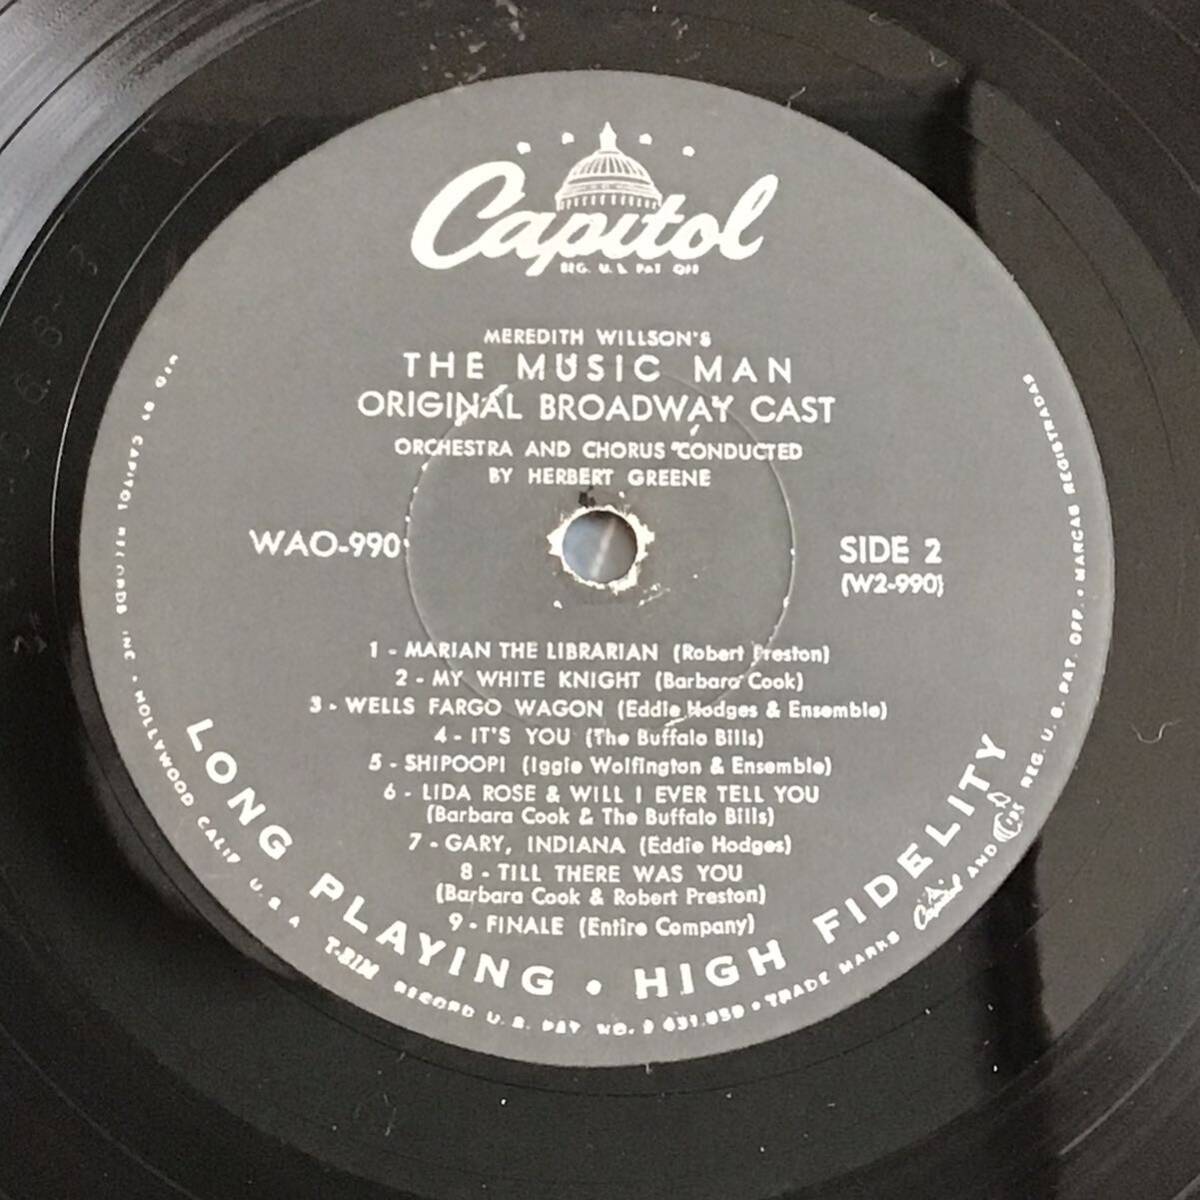 Capitol
REG. U. S. PAT. OFF.
MEREDITH WILLSON'S
THE MUSIC MAN
ORIGINAL BROADWAY CAST
ORCHESTRA AND CHORUS CONDUCTED
BY HERBERT GREENE
WAO-990
SIDE 2
(W2-990)
1 - MARIAN THE LIBRARIAN (Robert Preston)
2 - MY WHITE KNIGHT (Barbara Cook)
3 - WELLS FARGO WAGON (Eddie Hodges & Ensemble)
4 - IT'S YOU (The Buffalo Bills)
5 - SHIPOOPI (Iggie Wolfington & Ensemble)
6 - LIDA ROSE & WILL I EVER TELL YOU
(Barbara Cook & The Buffalo Bills)
7 - GARY, INDIANA (Eddie Hodges)
8 - TILL THERE WAS YOU
(Barbara Cook & Robert Preston)
9 - FINALE (Entire Company)
LONG PLAYING • HIGH FIDELITY
BY CAPITOL RECORDS INC • HOLLYWOOD CALIF U. S. A. RECORD U. S. PAT NO. • TRADE MARKS Capitol AND REG. U. S. PAT. OFF. • MARCAS REGISTRADAS